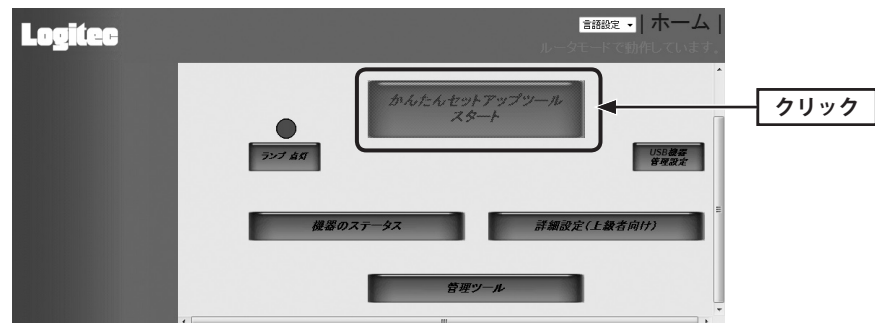 Logitec
言語設定
|ホーム|
ルータモードで動作しています。
かんたんセットアップツール
スタート
クリック
ランプ 点灯
USB機器
管理設定
機器のステータス
詳細設定(上級者向け)
管理ツール